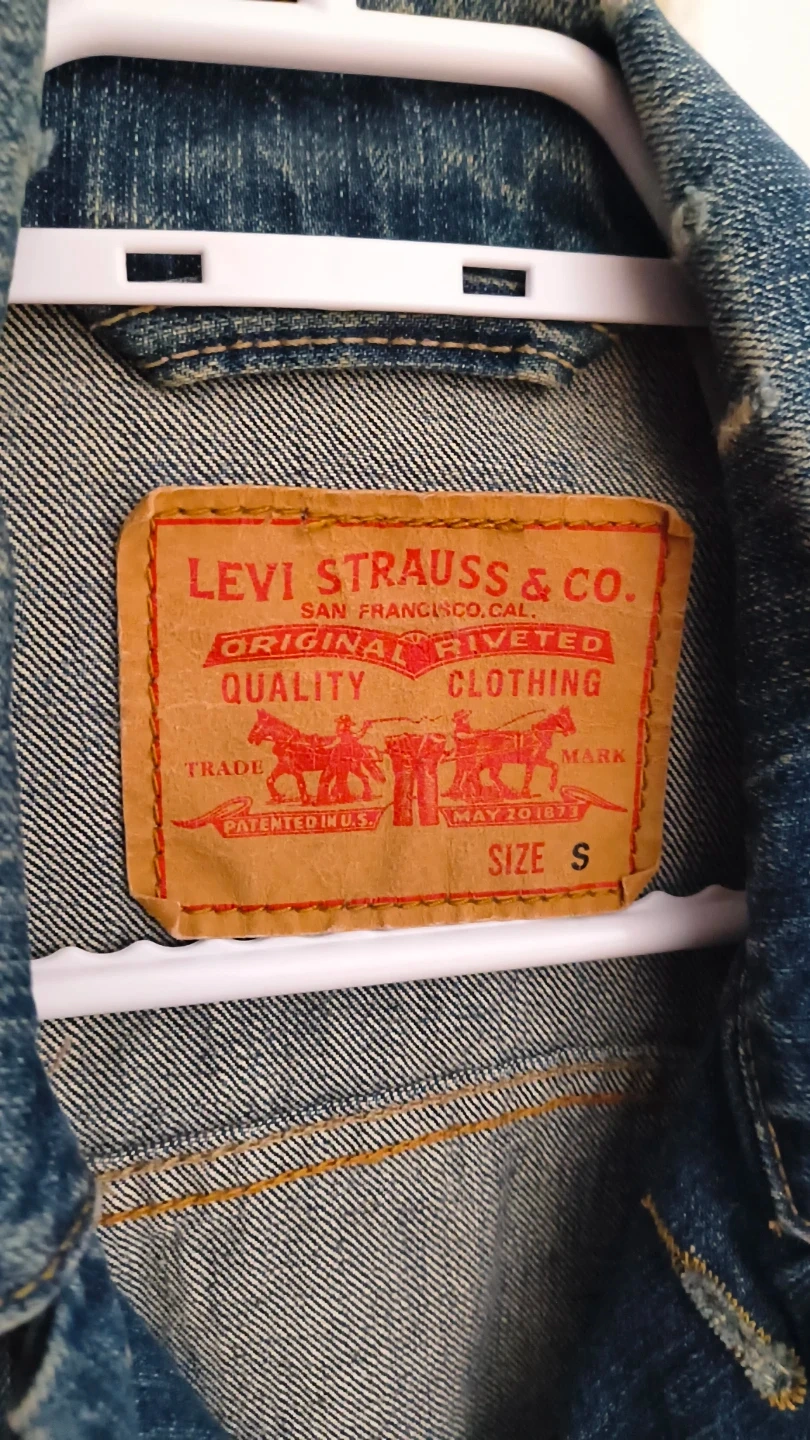 LEVI STRAUSS & CO.
SAN FRANCISCO, CAL.
ORIGINAL RIVETED
QUALITY CLOTHING
TRADE MARK
PATENTED IN U.S. MAY 20 1873
SIZE S